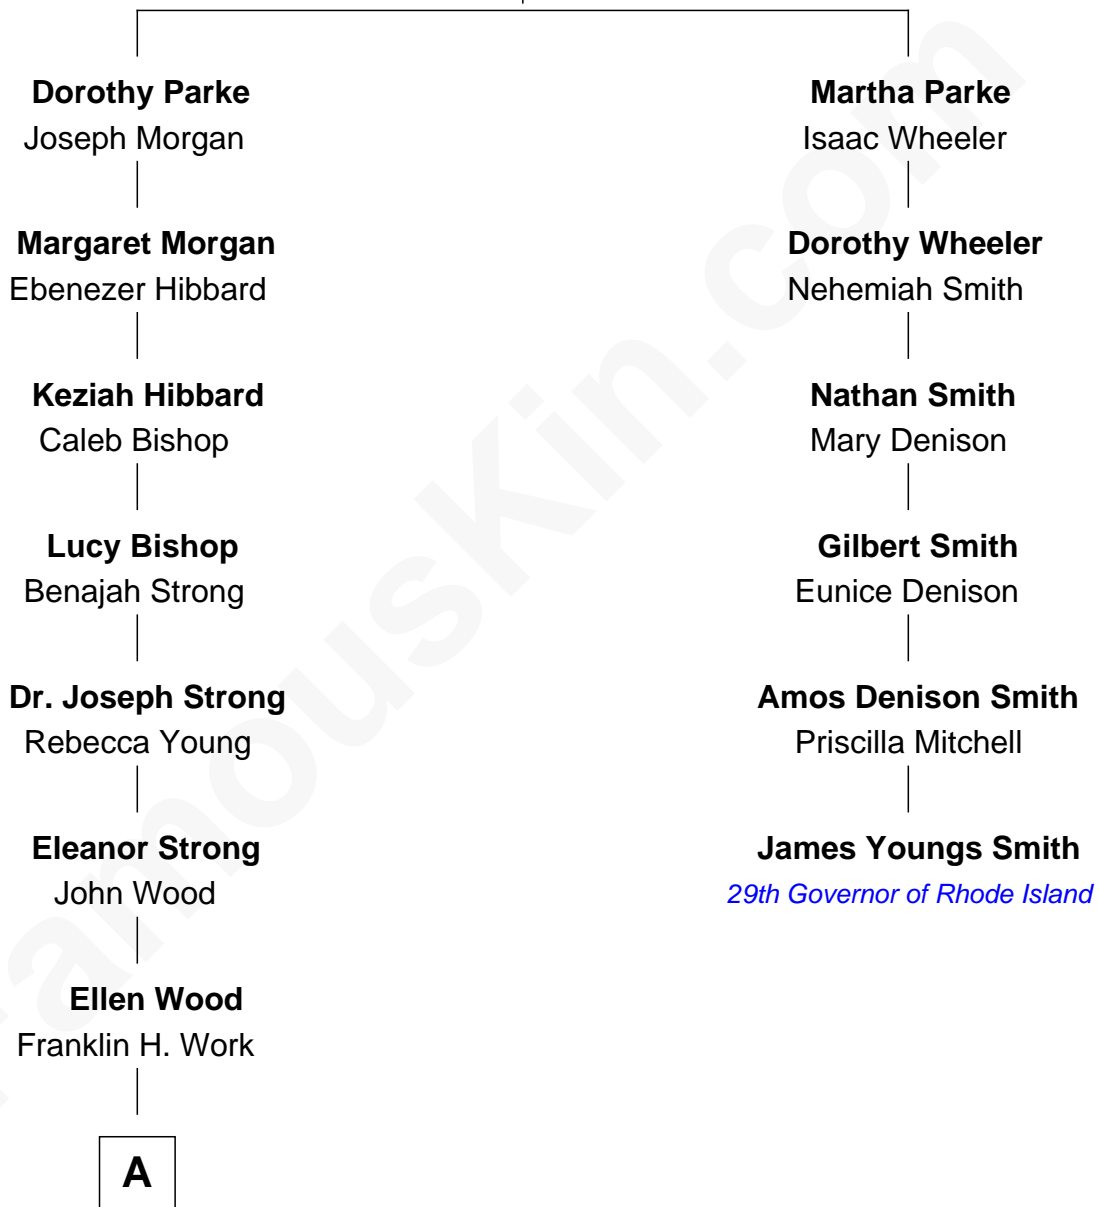 Dorothy Parke
Joseph Morgan
Margaret Morgan
Ebenezer Hibbard
Keziah Hibbard
Caleb Bishop
Lucy Bishop
Benajah Strong
Dr. Joseph Strong
Rebecca Young
Eleanor Strong
John Wood
Ellen Wood
Franklin H. Work
A
Martha Parke
Isaac Wheeler
Dorothy Wheeler
Nehemiah Smith
Nathan Smith
Mary Denison
Gilbert Smith
Eunice Denison
Amos Denison Smith
Priscilla Mitchell
James Youngs Smith
29th Governor of Rhode Island
FamousKin.com